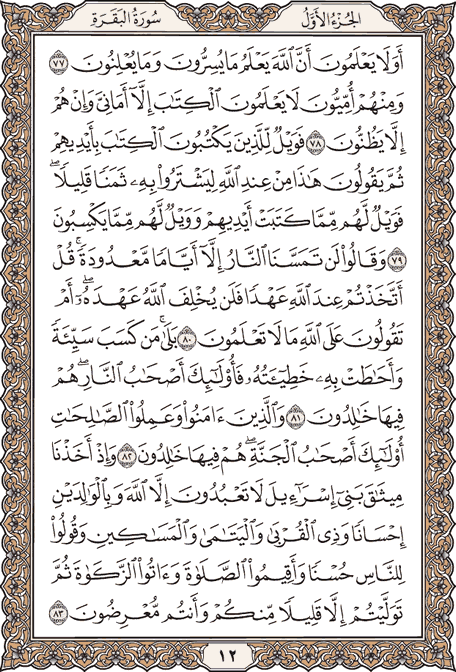 الجزء الأول
سورة البقرة
أَوَلَا يَعْلَمُونَ أَنَّ ٱللَّهَ يَعْلَمُ مَا يُسِرُّونَ وَمَا يُعْلِنُونَ ٧٧
وَمِنْهُمْ أُمِّيُّونَ لَا يَعْلَمُونَ ٱلْكِتَٰبَ إِلَّآ أَمَانِىَّ وَإِنْ هُمْ
إِلَّا يَظُنُّونَ ٧٨ فَوَيْلٌ لِّلَّذِينَ يَكْتُبُونَ ٱلْكِتَٰبَ بِأَيْدِيهِمْ
ثُمَّ يَقُولُونَ هَٰذَا مِنْ عِندِ ٱللَّهِ لِيَشْتَرُوا۟ بِهِۦ ثَمَنًا قَلِيلًا ۖ
فَوَيْلٌ لَّهُم مِّمَّا كَتَبَتْ أَيْدِيهِمْ وَوَيْلٌ لَّهُم مِّمَّا يَكْسِبُونَ
٧٩ وَقَالُوا۟ لَن تَمَسَّنَا ٱلنَّارُ إِلَّآ أَيَّامًا مَّعْدُودَةً ۚ قُلْ
أَتَّخَذْتُمْ عِندَ ٱللَّهِ عَهْدًا فَلَن يُخْلِفَ ٱللَّهُ عَهْدَهُۥٓ ۖ أَمْ
تَقُولُونَ عَلَى ٱللَّهِ مَا لَا تَعْلَمُونَ ٨٠ بَلَىٰ ۚ مَن كَسَبَ سَيِّئَةً
وَأَحَٰطَتْ بِهِۦ خَطِيٓـَٔتُهُۥ فَأُو۟لَٰٓئِكَ أَصْحَٰبُ ٱلنَّارِ ۖ هُمْ
فِيهَا خَٰلِدُونَ ٨١ وَٱلَّذِينَ ءَامَنُوا۟ وَعَمِلُوا۟ ٱلصَّٰلِحَٰتِ
أُو۟لَٰٓئِكَ أَصْحَٰبُ ٱلْجَنَّةِ ۖ هُمْ فِيهَا خَٰلِدُونَ ٨٢ وَإِذْ أَخَذْنَا
مِيثَٰقَ بَنِىٓ إِسْرَٰٓءِيلَ لَا تَعْبُدُونَ إِلَّا ٱللَّهَ وَبِٱلْوَٰلِدَيْنِ
إِحْسَانًا وَذِى ٱلْقُرْبَىٰ وَٱلْيَتَٰمَىٰ وَٱلْمَسَٰكِينِ وَقُولُوا۟
لِلنَّاسِ حُسْنًا وَأَقِيمُوا۟ ٱلصَّلَوٰةَ وَءَاتُوا۟ ٱلزَّكَوٰةَ ثُمَّ
تَوَلَّيْتُمْ إِلَّا قَلِيلًا مِّنكُمْ وَأَنتُم مُّعْرِضُونَ ٨٣
١٢